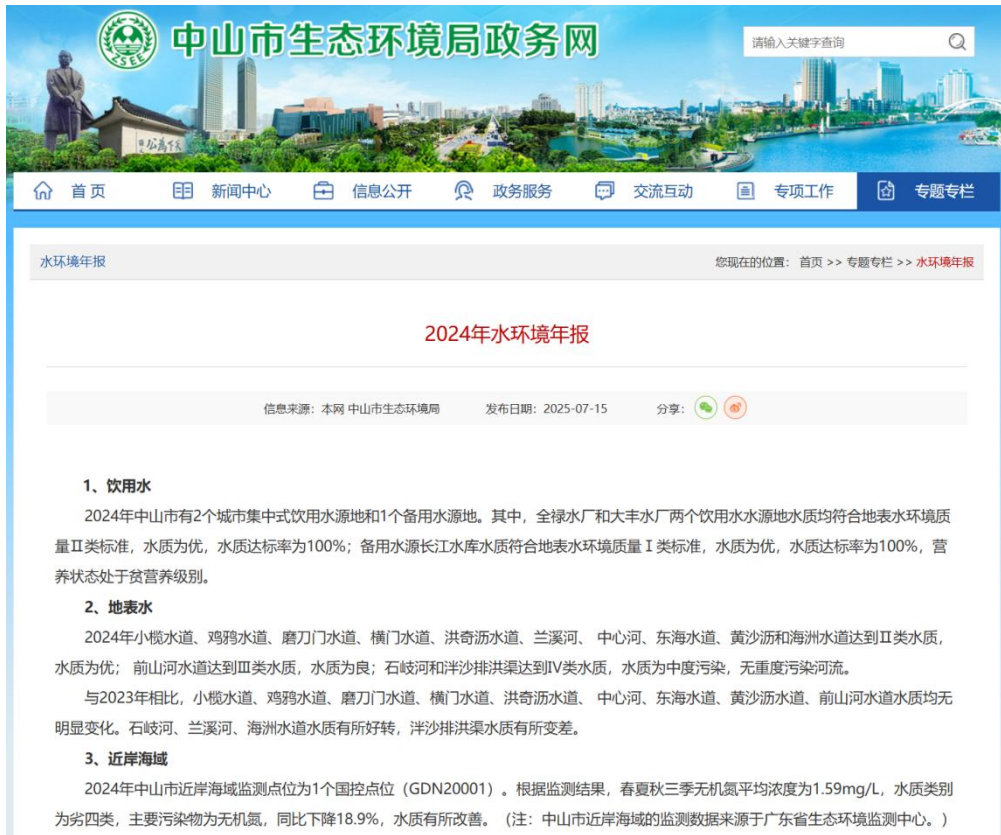 中山市生态环境局政务网
请输入关键字查询
ZSEE
天下為公
首页 新闻中心 信息公开 政务服务 交流互动 专项工作 专题专栏
水环境年报 您现在的位置： 首页 >> 专题专栏 >> 水环境年报
2024年水环境年报
信息来源：本网 中山市生态环境局 发布日期：2025-07-15 分享：
1、饮用水
2024年中山市有2个城市集中式饮用水源地和1个备用水源地。其中，全禄水厂和大丰水厂两个饮用水水源地水质均符合地表水环境质
量Ⅱ类标准，水质为优，水质达标率为100%；备用水源长江水库水质符合地表水环境质量Ⅰ类标准，水质为优，水质达标率为100%，营
养状态处于贫营养级别。
2、地表水
2024年小榄水道、鸡鸦水道、磨刀门水道、横门水道、洪奇沥水道、兰溪河、 中心河、东海水道、黄沙沥和海洲水道达到Ⅱ类水质，
水质为优； 前山河水道达到Ⅲ类水质，水质为良；石岐河和泮沙排洪渠达到Ⅳ类水质，水质为中度污染，无重度污染河流。
与2023年相比，小榄水道、鸡鸦水道、磨刀门水道、横门水道、洪奇沥水道、 中心河、东海水道、黄沙沥水道、前山河水道水质均无
明显变化。石岐河、兰溪河、海洲水道水质有所好转，泮沙排洪渠水质有所变差。
3、近岸海域
2024年中山市近岸海域监测点位为1个国控点位（GDN20001）。根据监测结果，春夏秋三季无机氮平均浓度为1.59mg/L，水质类别
为劣四类，主要污染物为无机氮，同比下降18.9%，水质有所改善。（注：中山市近岸海域的监测数据来源于广东省生态环境监测中心。）